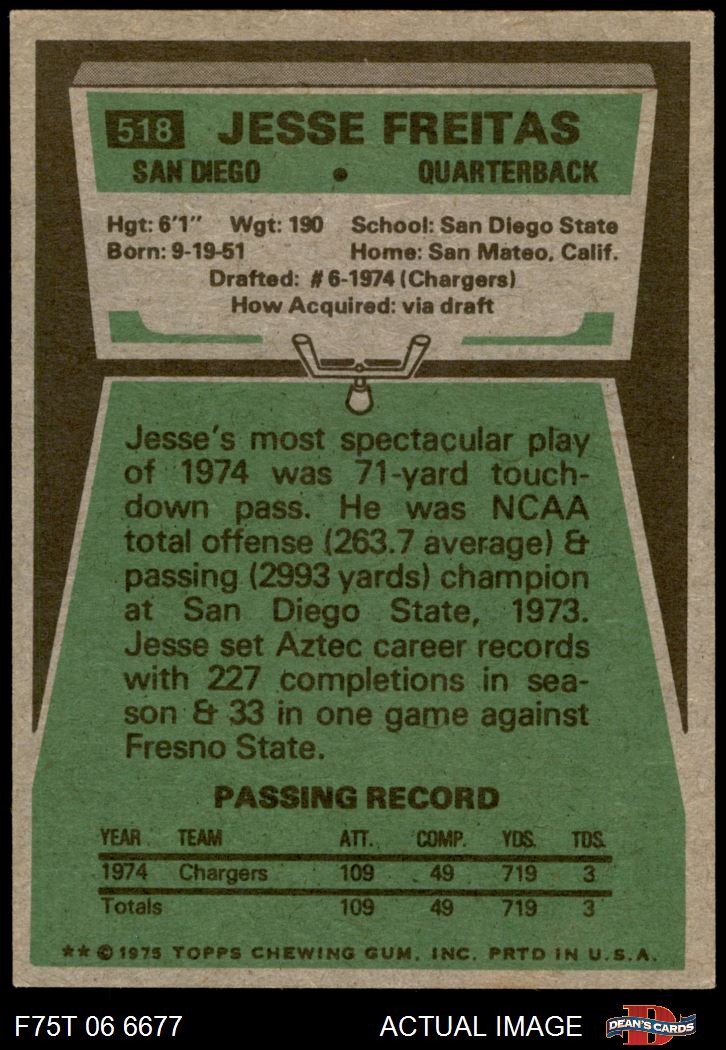 518 JESSE FREITAS
SAN DIEGO • QUARTERBACK
Hgt: 6'1" Wgt: 190 School: San Diego State
Born: 9-19-51 Home: San Mateo, Calif.
Drafted: #6-1974 (Chargers)
How Acquired: via draft
Jesse's most spectacular play
of 1974 was 71-yard touch-
down pass. He was NCAA
total offense (263.7 average) &
passing (2993 yards) champion
at San Diego State, 1973.
Jesse set Aztec career records
with 227 completions in sea-
son & 33 in one game against
Fresno State.
PASSING RECORD
YEAR TEAM ATT. COMP. YDS. TDS.
1974 Chargers 109 49 719 3
Totals 109 49 719 3
**©1975 TOPPS CHEWING GUM, INC. PRTD IN U.S.A.
F75T 06 6677 ACTUAL IMAGE D DEAN'S CARDS